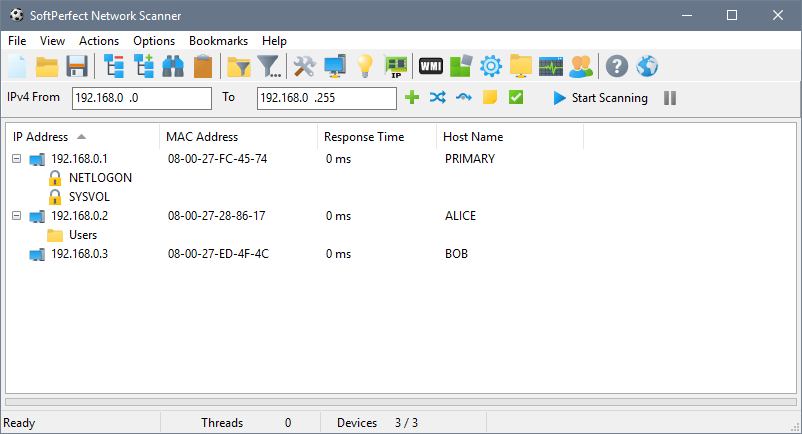 SoftPerfect Network Scanner
File View Actions Options Bookmarks Help
IP WMI
IPv4 From 192.168.0 .0 To 192.168.0 .255 Start Scanning
IP Address MAC Address Response Time Host Name
192.168.0.1 08-00-27-FC-45-74 0 ms PRIMARY
NETLOGON
SYSVOL
192.168.0.2 08-00-27-28-86-17 0 ms ALICE
Users
192.168.0.3 08-00-27-ED-4F-4C 0 ms BOB
Ready Threads 0 Devices 3 / 3